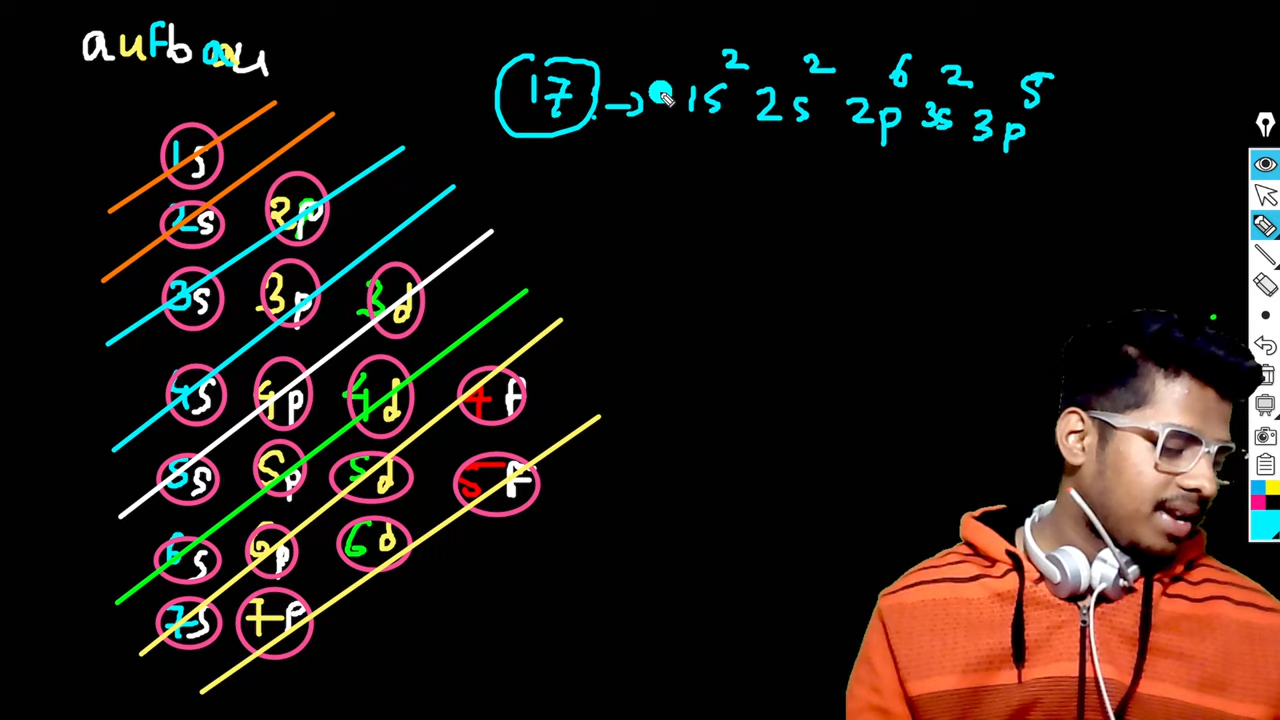 aufbau
17 → 1s² 2s² 2p⁶ 3s² 3p⁵
1s
2s 2p
3s 3p 3d
4s 4p 4d 4f
5s 5p 5d 5f
6s 6p 6d
7s 7p